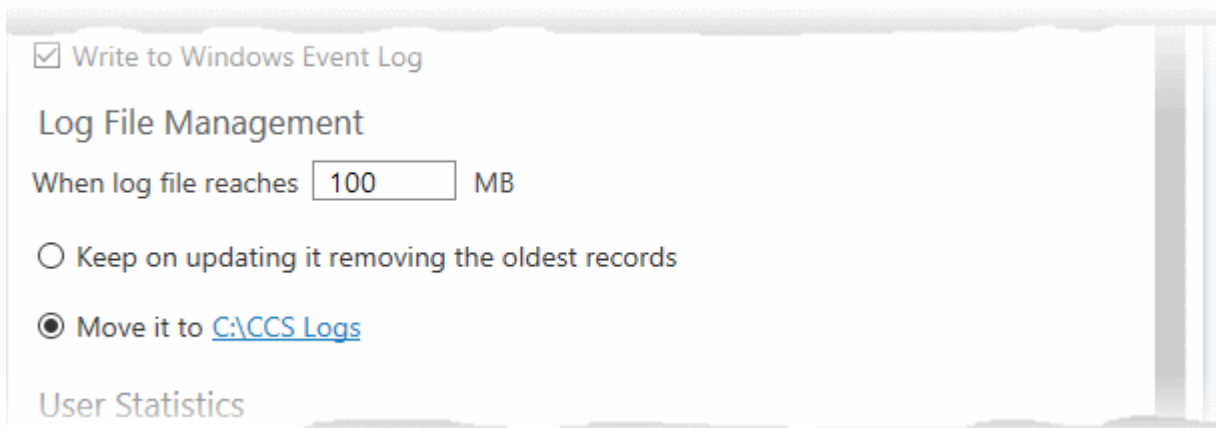 Write to Windows Event Log
Log File Management
When log file reaches 100 MB
Keep on updating it removing the oldest records
Move it to C:\CCS Logs
User Statistics